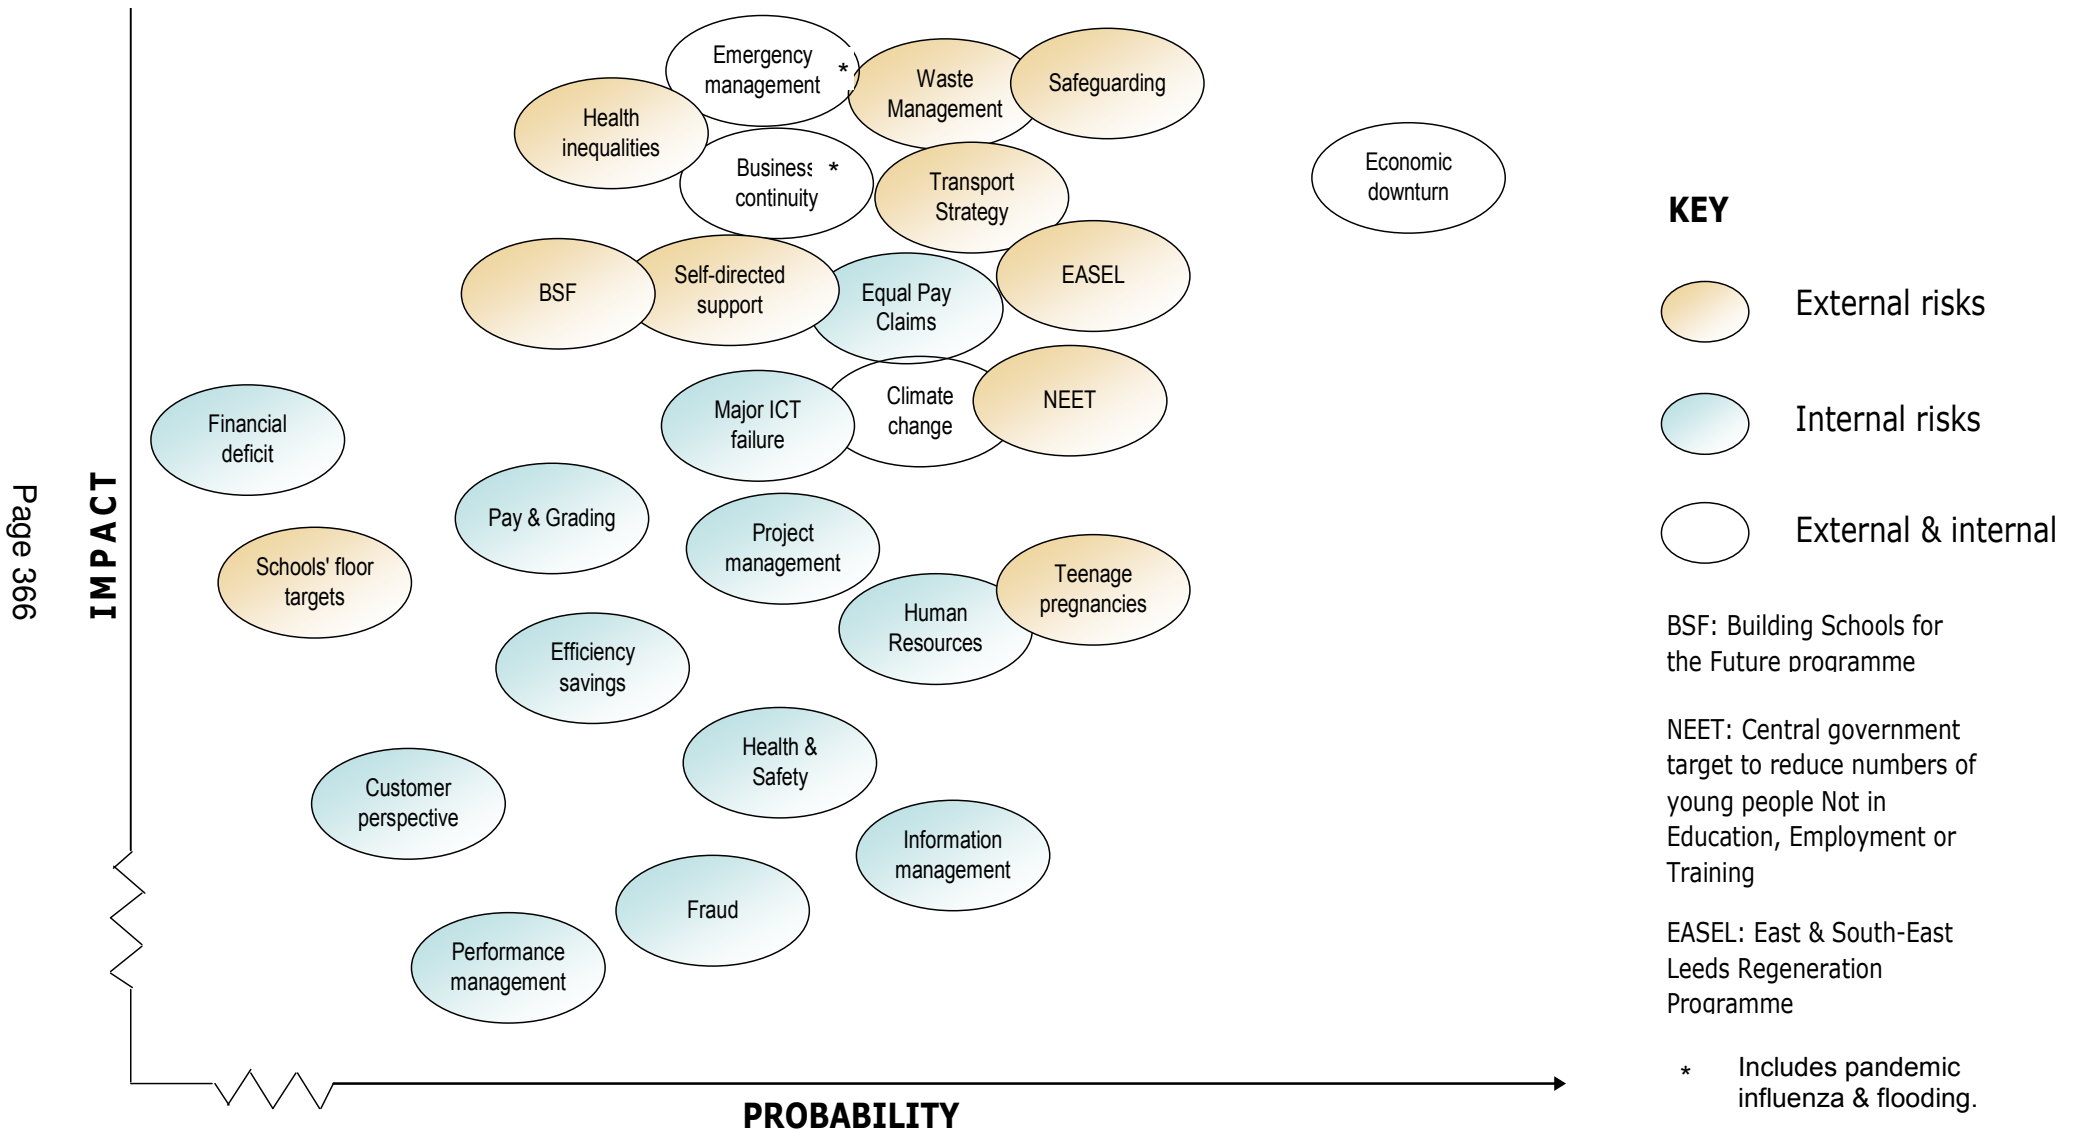 Emergency
management *
Waste
Management
Safeguarding
Health
inequalities
Business *
continuity
Transport
Strategy
Economic
downturn
BSF
Self-directed
support
Equal Pay
Claims
EASEL
Financial
deficit
Major ICT
failure
Climate
change
NEET
Pay & Grading
Project
management
Schools' floor
targets
Human
Resources
Teenage
pregnancies
Efficiency
savings
Health &
Safety
Customer
perspective
Information
management
Fraud
Performance
management
IMPACT
PROBABILITY
Page 366
KEY
External risks
Internal risks
External & internal
BSF: Building Schools for
the Future programme
NEET: Central government
target to reduce numbers of
young people Not in
Education, Employment or
Training
EASEL: East & South-East
Leeds Regeneration
Programme
* Includes pandemic
influenza & flooding.